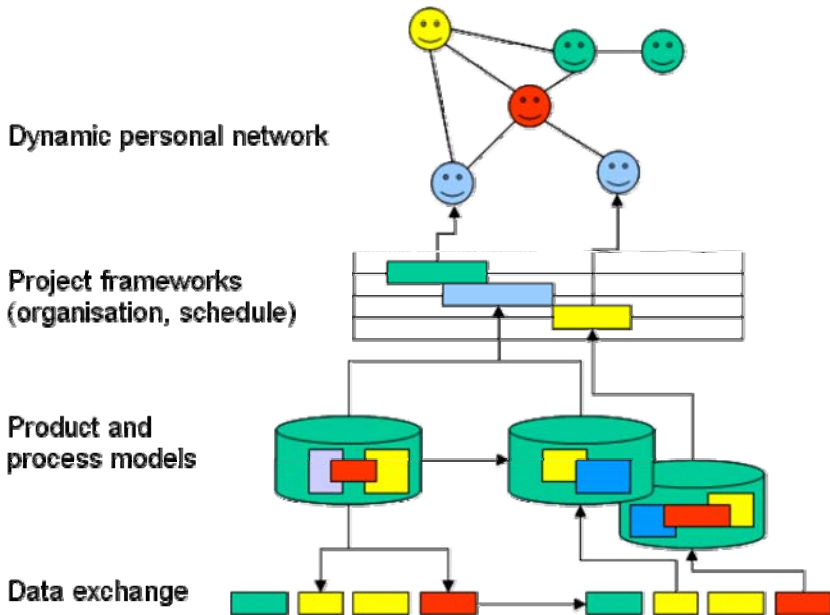 Dynamic personal network
Project frameworks
(organisation, schedule)
Product and
process models
Data exchange